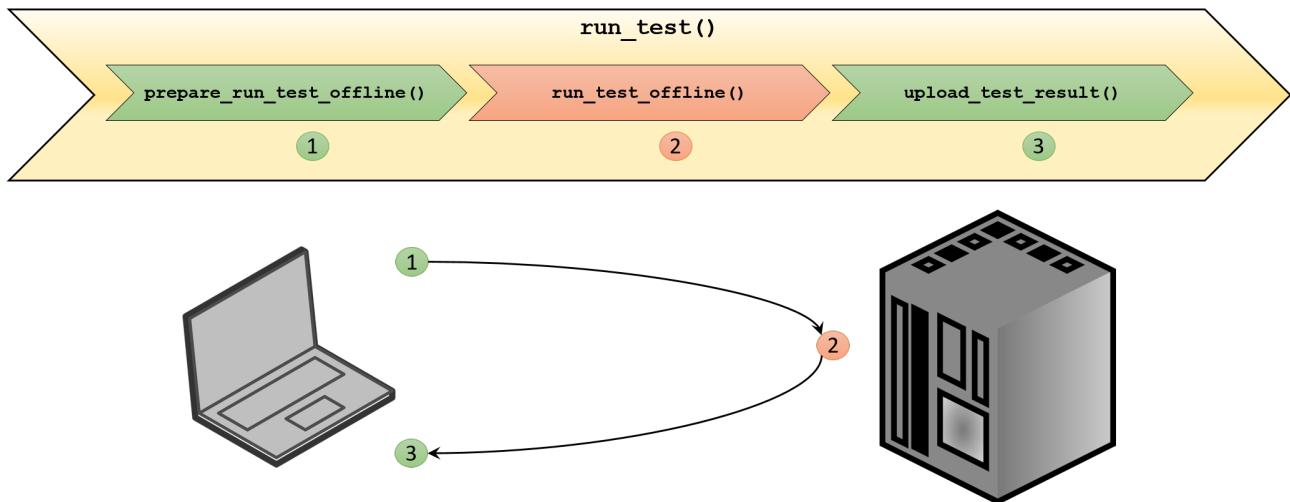 run_test()
prepare_run_test_offline() run_test_offline() upload_test_result()
1 2 3
1
2
3